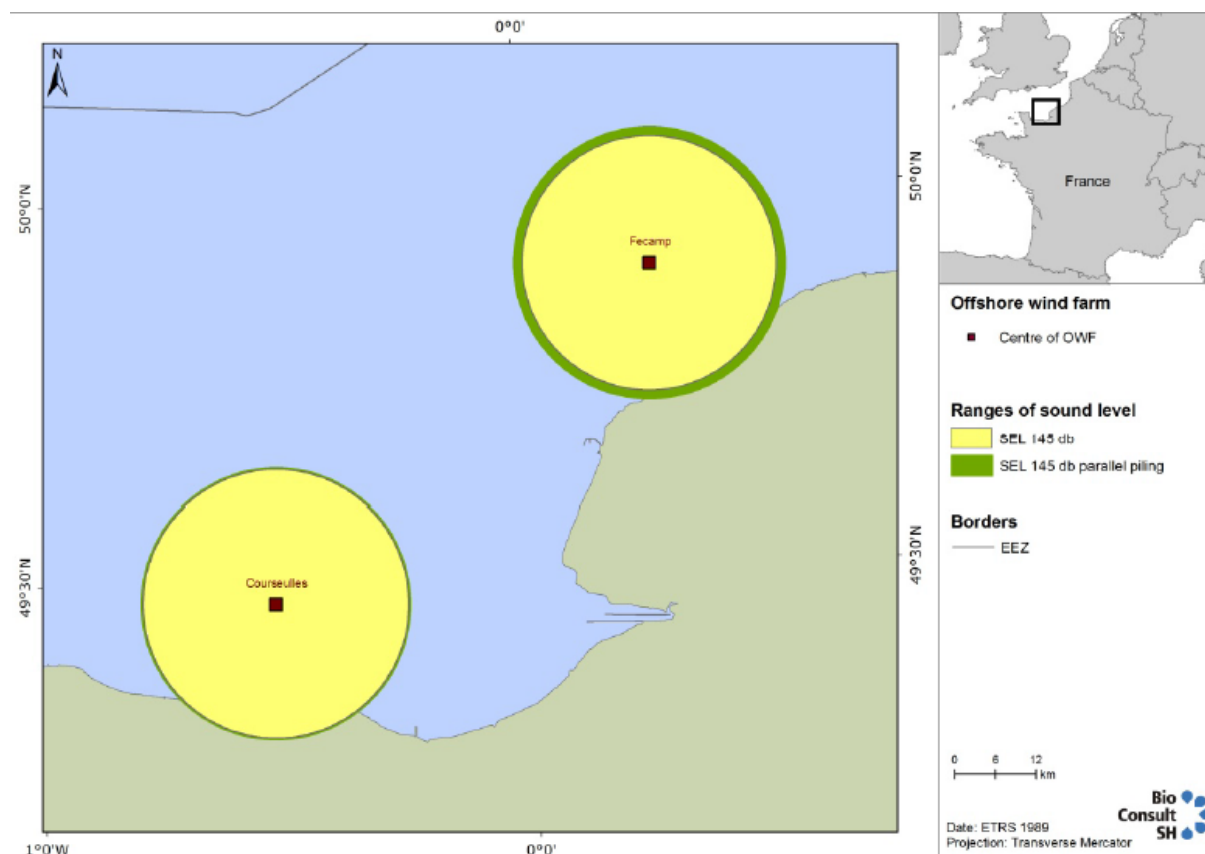 0°0'
N
50°0'N
50°0'N
Fecamp
Courseulles
49°30'N
49°30'N
1°0'W
0°0'
France
Offshore wind farm
Centre of OWF
Ranges of sound level
SEL 145 db
SEL 145 db parallel piling
Borders
EEZ
0 6 12
km
Bio
Consult
SH
Date: ETRS 1989
Projection: Transverse Mercator